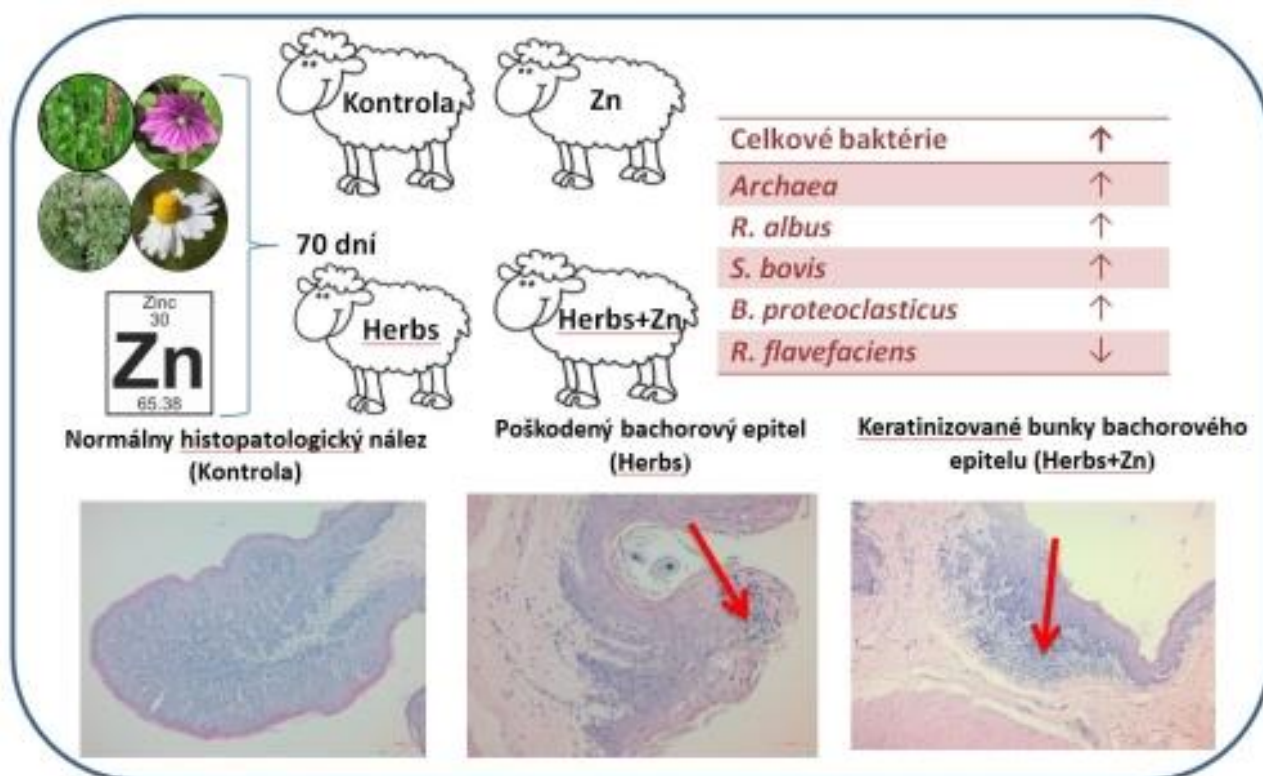 Kontrola
Zn
70 dní
Herbs
Herbs+Zn
Zinc
30
Zn
65.38
Celkové baktérie ↑
Archaea ↑
R. albus ↑
S. bovis ↑
B. proteoclasticus ↑
R. flavefaciens ↓
Normálny histopatologický nález
(Kontrola)
Poškodený bachorový epitel
(Herbs)
Keratinizované bunky bachorového
epitelu (Herbs+Zn)